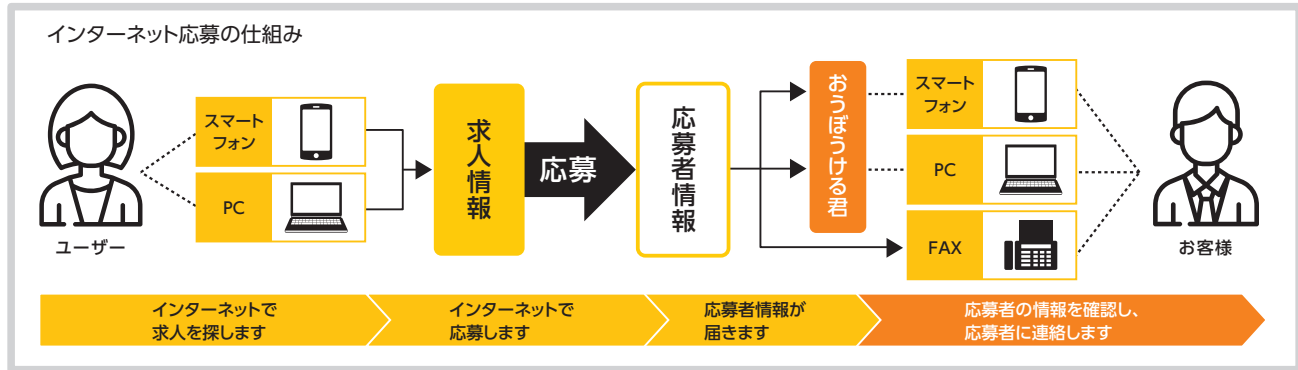 インターネット応募の仕組み
ユーザー
スマート
フォン
PC
求人情報
応募
応募者情報
おうぼうける君
スマート
フォン
PC
FAX
お客様
インターネットで
求人を探します
インターネットで
応募します
応募者情報が
届きます
応募者の情報を確認し、
応募者に連絡します